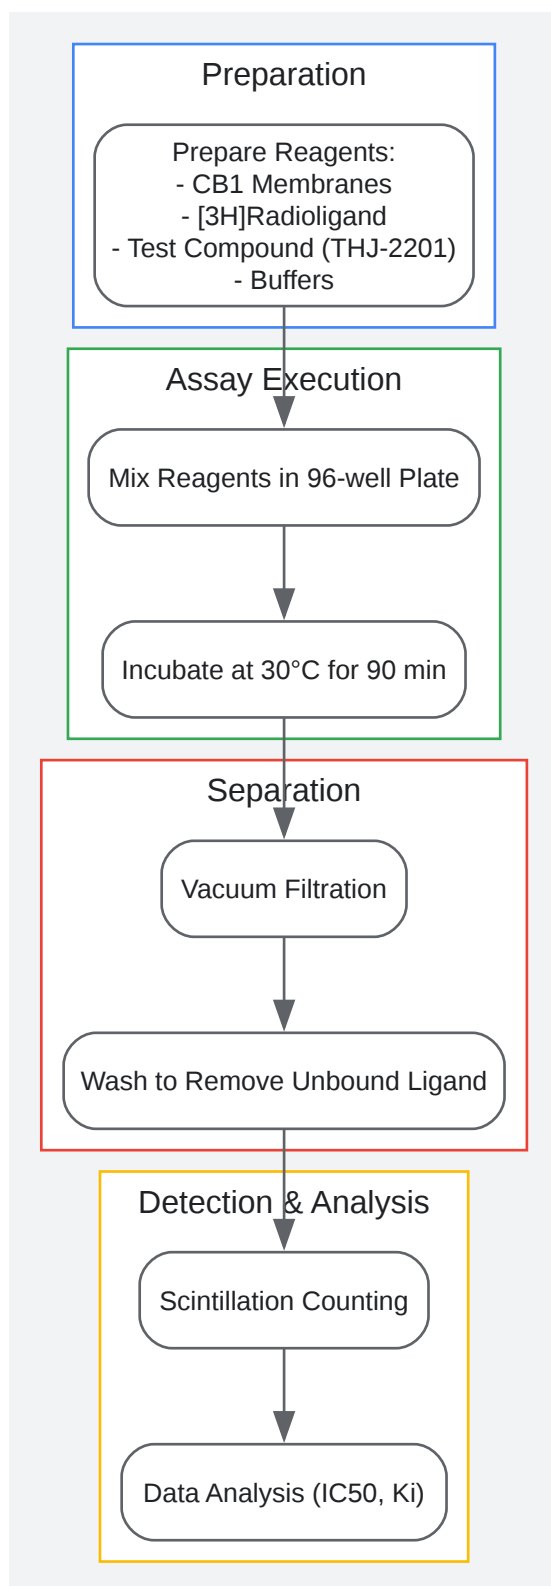 Preparation
Prepare Reagents:
- CB1 Membranes
- [3H]Radioligand
- Test Compound (THJ-2201)
- Buffers
Assay Execution
Mix Reagents in 96-well Plate
Incubate at 30°C for 90 min
Separation
Vacuum Filtration
Wash to Remove Unbound Ligand
Detection & Analysis
Scintillation Counting
Data Analysis (IC50, Ki)